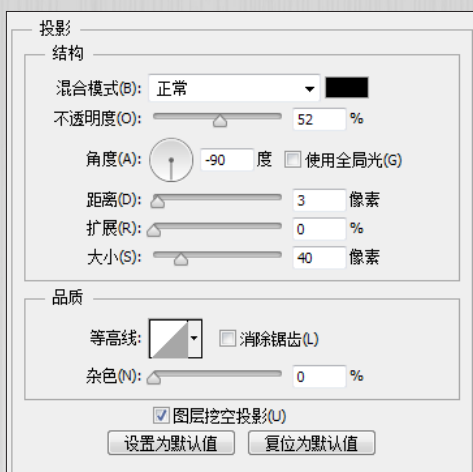 投影
结构
混合模式(B): 正常
不透明度(O): 52 %
角度(A): -90 度 使用全局光(G)
距离(D): 3 像素
扩展(R): 0 %
大小(S): 40 像素
品质
等高线: 消除锯齿(L)
杂色(N): 0 %
图层挖空投影(U)
设置为默认值 复位为默认值